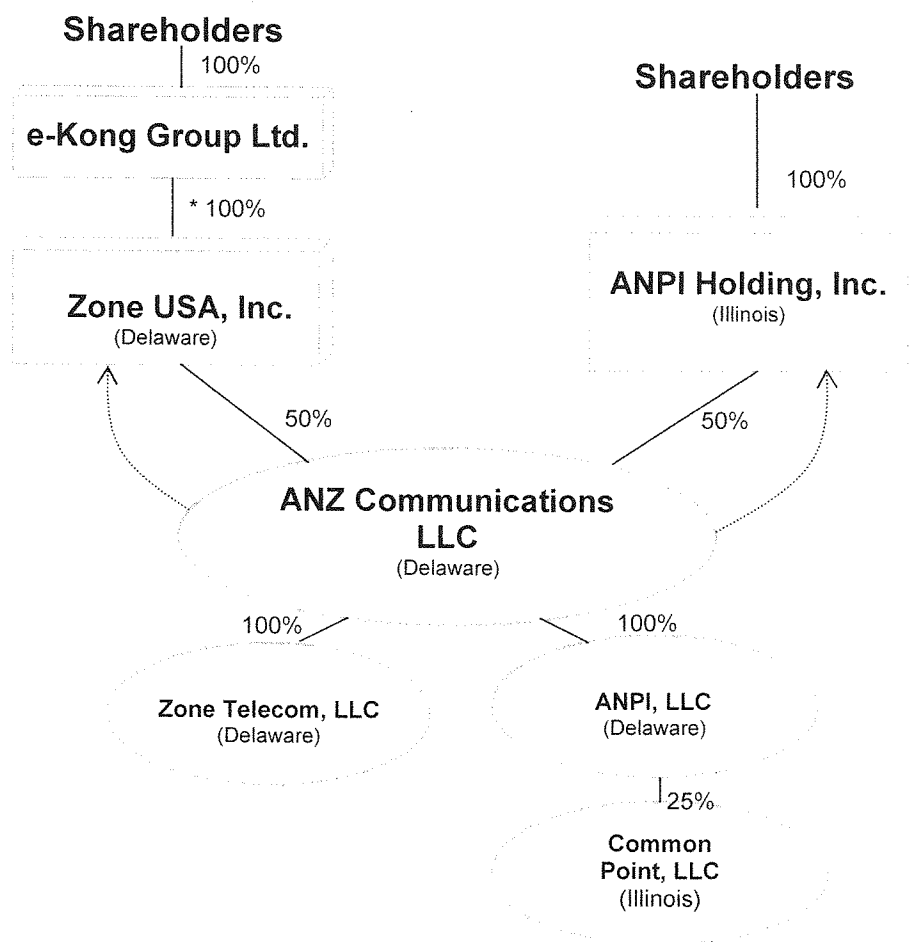 Shareholders
100%
e-Kong Group Ltd.
* 100%
Zone USA, Inc.
(Delaware)
Shareholders
100%
ANPI Holding, Inc.
(Illinois)
50%
50%
ANZ Communications
LLC
(Delaware)
100%
100%
Zone Telecom, LLC
(Delaware)
ANPI, LLC
(Delaware)
25%
Common
Point, LLC
(Illinois)